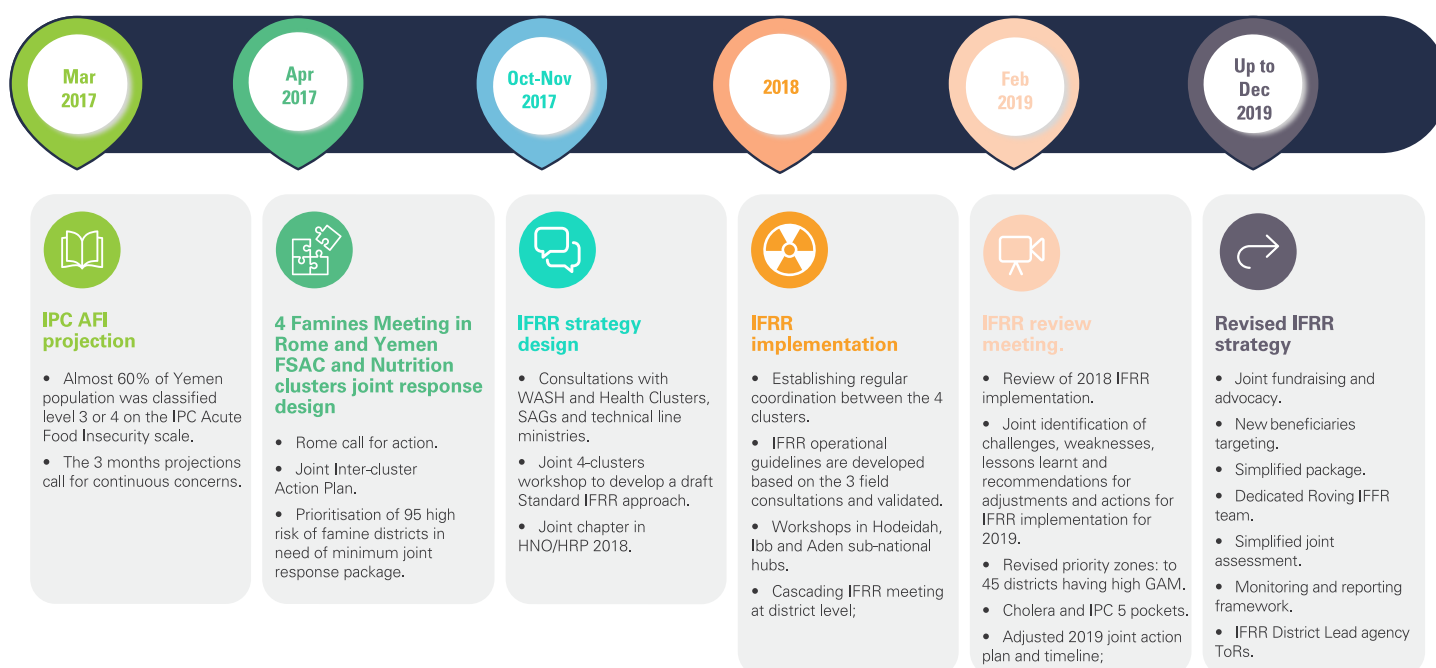 Mar
2017
Apr
2017
Oct-Nov
2017
2018
Feb
2019
Up to
Dec
2019
IPC AFI
projection
• Almost 60% of Yemen
population was classified
level 3 or 4 on the IPC Acute
Food Insecurity scale.
• The 3 months projections
call for continuous concerns.
4 Famines Meeting in
Rome and Yemen
FSAC and Nutrition
clusters joint response
design
• Rome call for action.
• Joint Inter-cluster
Action Plan.
• Prioritisation of 95 high
risk of famine districts in
need of minimum joint
response package.
IFRR strategy
design
• Consultations with
WASH and Health Clusters,
SAGs and technical line
ministries.
• Joint 4-clusters
workshop to develop a draft
Standard IFRR approach.
• Joint chapter in
HNO/HRP 2018.
IFRR
implementation
• Establishing regular
coordination between the 4
clusters.
• IFRR operational
guidelines are developed
based on the 3 field
consultations and validated.
• Workshops in Hodeidah,
Ibb and Aden sub-national
hubs.
• Cascading IFRR meeting
at district level;
IFRR review
meeting.
• Review of 2018 IFRR
implementation.
• Joint identification of
challenges, weaknesses,
lessons learnt and
recommendations for
adjustments and actions for
IFRR implementation for
2019.
• Revised priority zones: to
45 districts having high GAM.
• Cholera and IPC 5 pockets.
• Adjusted 2019 joint action
plan and timeline;
Revised IFRR
strategy
• Joint fundraising and
advocacy.
• New beneficiaries
targeting.
• Simplified package.
• Dedicated Roving IFFR
team.
• Simplified joint
assessment.
• Monitoring and reporting
framework.
• IFRR District Lead agency
ToRs.